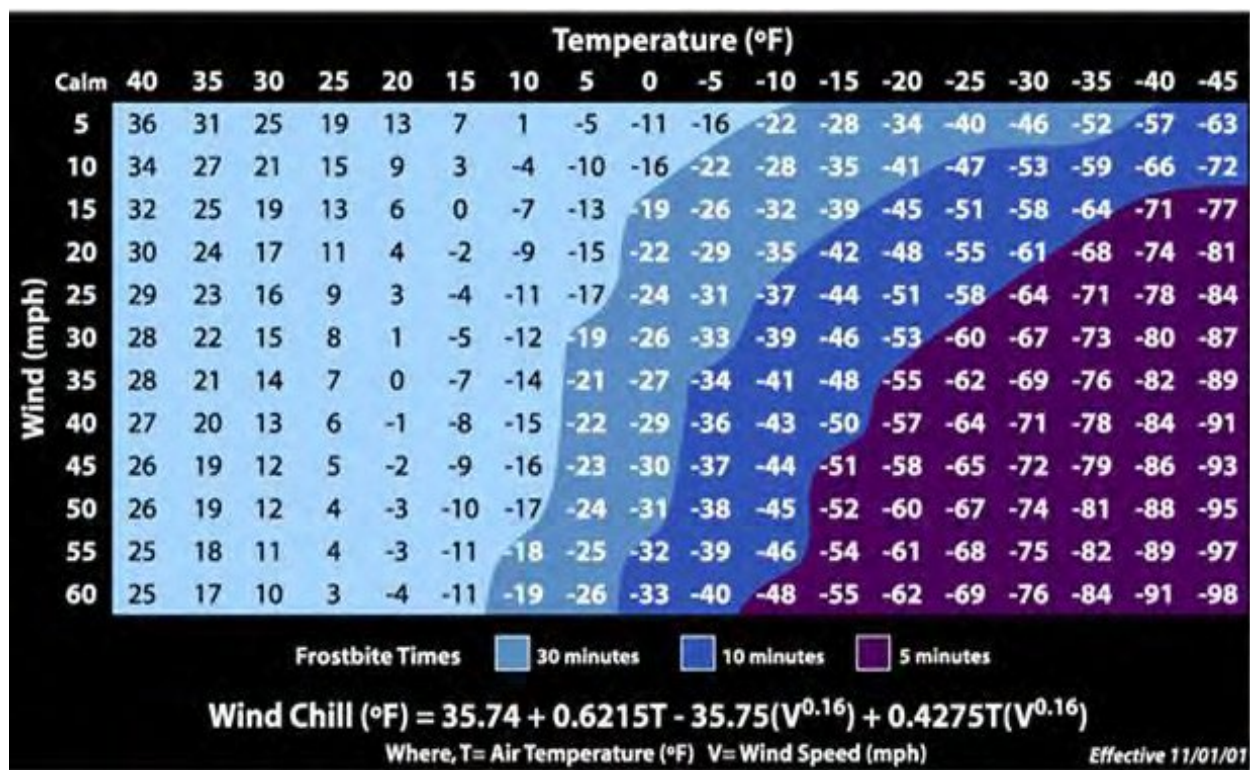 Temperature (ºF)
Calm 40 35 30 25 20 15 10 5 0 -5 -10 -15 -20 -25 -30 -35 -40 -45
5 36 31 25 19 13 7 1 -5 -11 -16 -22 -28 -34 -40 -46 -52 -57 -63
10 34 27 21 15 9 3 -4 -10 -16 -22 -28 -35 -41 -47 -53 -59 -66 -72
15 32 25 19 13 6 0 -7 -13 -19 -26 -32 -39 -45 -51 -58 -64 -71 -77
20 30 24 17 11 4 -2 -9 -15 -22 -29 -35 -42 -48 -55 -61 -68 -74 -81
25 29 23 16 9 3 -4 -11 -17 -24 -31 -37 -44 -51 -58 -64 -71 -78 -84
30 28 22 15 8 1 -5 -12 -19 -26 -33 -39 -46 -53 -60 -67 -73 -80 -87
35 28 21 14 7 0 -7 -14 -21 -27 -34 -41 -48 -55 -62 -69 -76 -82 -89
40 27 20 13 6 -1 -8 -15 -22 -29 -36 -43 -50 -57 -64 -71 -78 -84 -91
45 26 19 12 5 -2 -9 -16 -23 -30 -37 -44 -51 -58 -65 -72 -79 -86 -93
50 26 19 12 4 -3 -10 -17 -24 -31 -38 -45 -52 -60 -67 -74 -81 -88 -95
55 25 18 11 4 -3 -11 -18 -25 -32 -39 -46 -54 -61 -68 -75 -82 -89 -97
60 25 17 10 3 -4 -11 -19 -26 -33 -40 -48 -55 -62 -69 -76 -84 -91 -98
Wind (mph)
Frostbite Times 30 minutes 10 minutes 5 minutes
Wind Chill (ºF) = 35.74 + 0.6215T - 35.75(V0.16) + 0.4275T(V0.16)
Where, T= Air Temperature (ºF) V= Wind Speed (mph) Effective 11/01/01